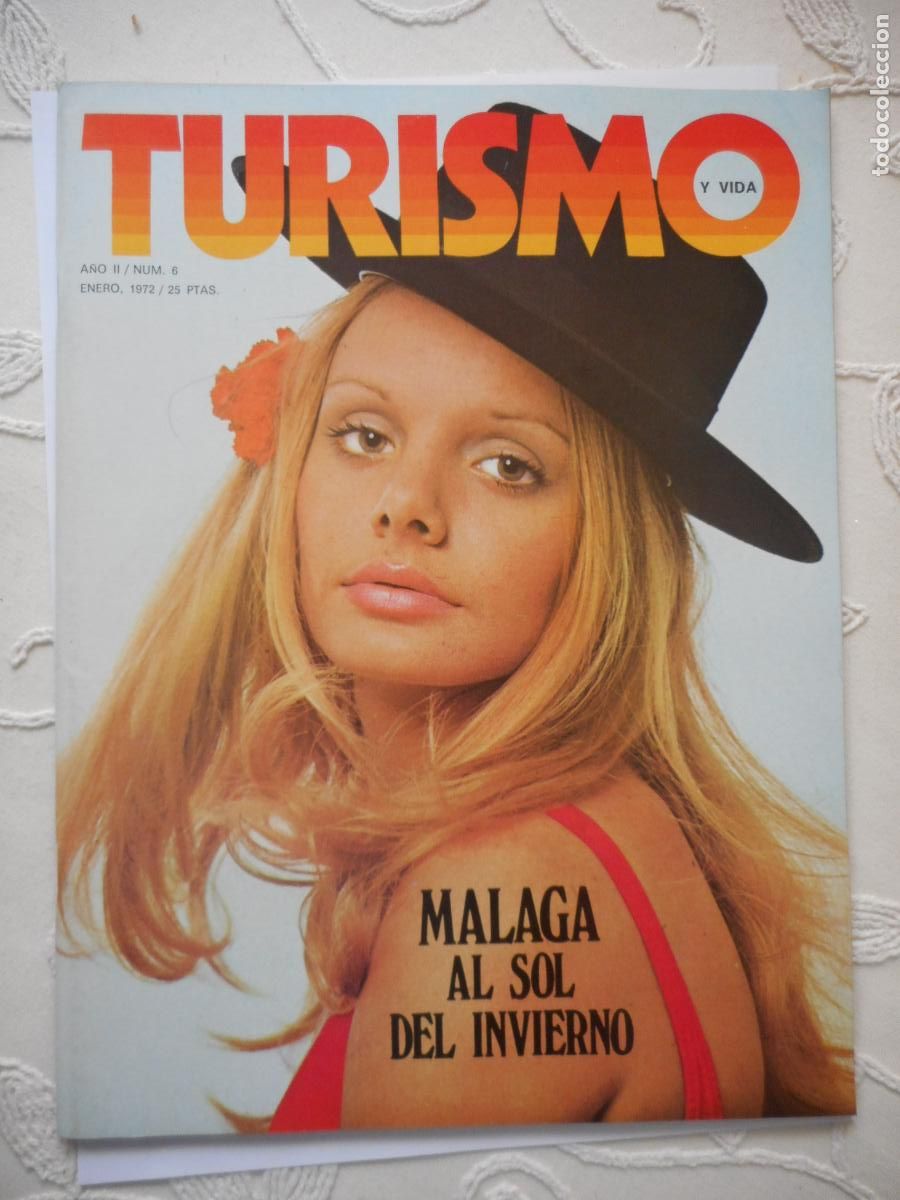 TURISMO
Y VIDA
AÑO II / NUM. 6
ENERO, 1972 / 25 PTAS.
MALAGA
AL SOL
DEL INVIERNO
todocoleccion